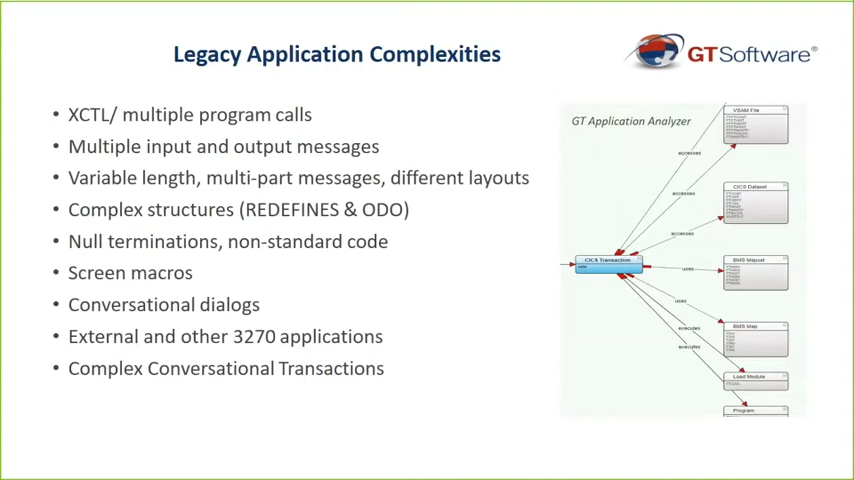 Legacy Application Complexities
GTSoftware®
• XCTL/ multiple program calls
• Multiple input and output messages
• Variable length, multi-part messages, different layouts
• Complex structures (REDEFINES & ODO)
• Null terminations, non-standard code
• Screen macros
• Conversational dialogs
• External and other 3270 applications
• Complex Conversational Transactions
GT Application Analyzer
VSAM File
accesses
accesses
CICS Dataset
accesses
CICS Transaction
BMS Mapset
uses
uses
BMS Map
executes
executes
Load Module
Program